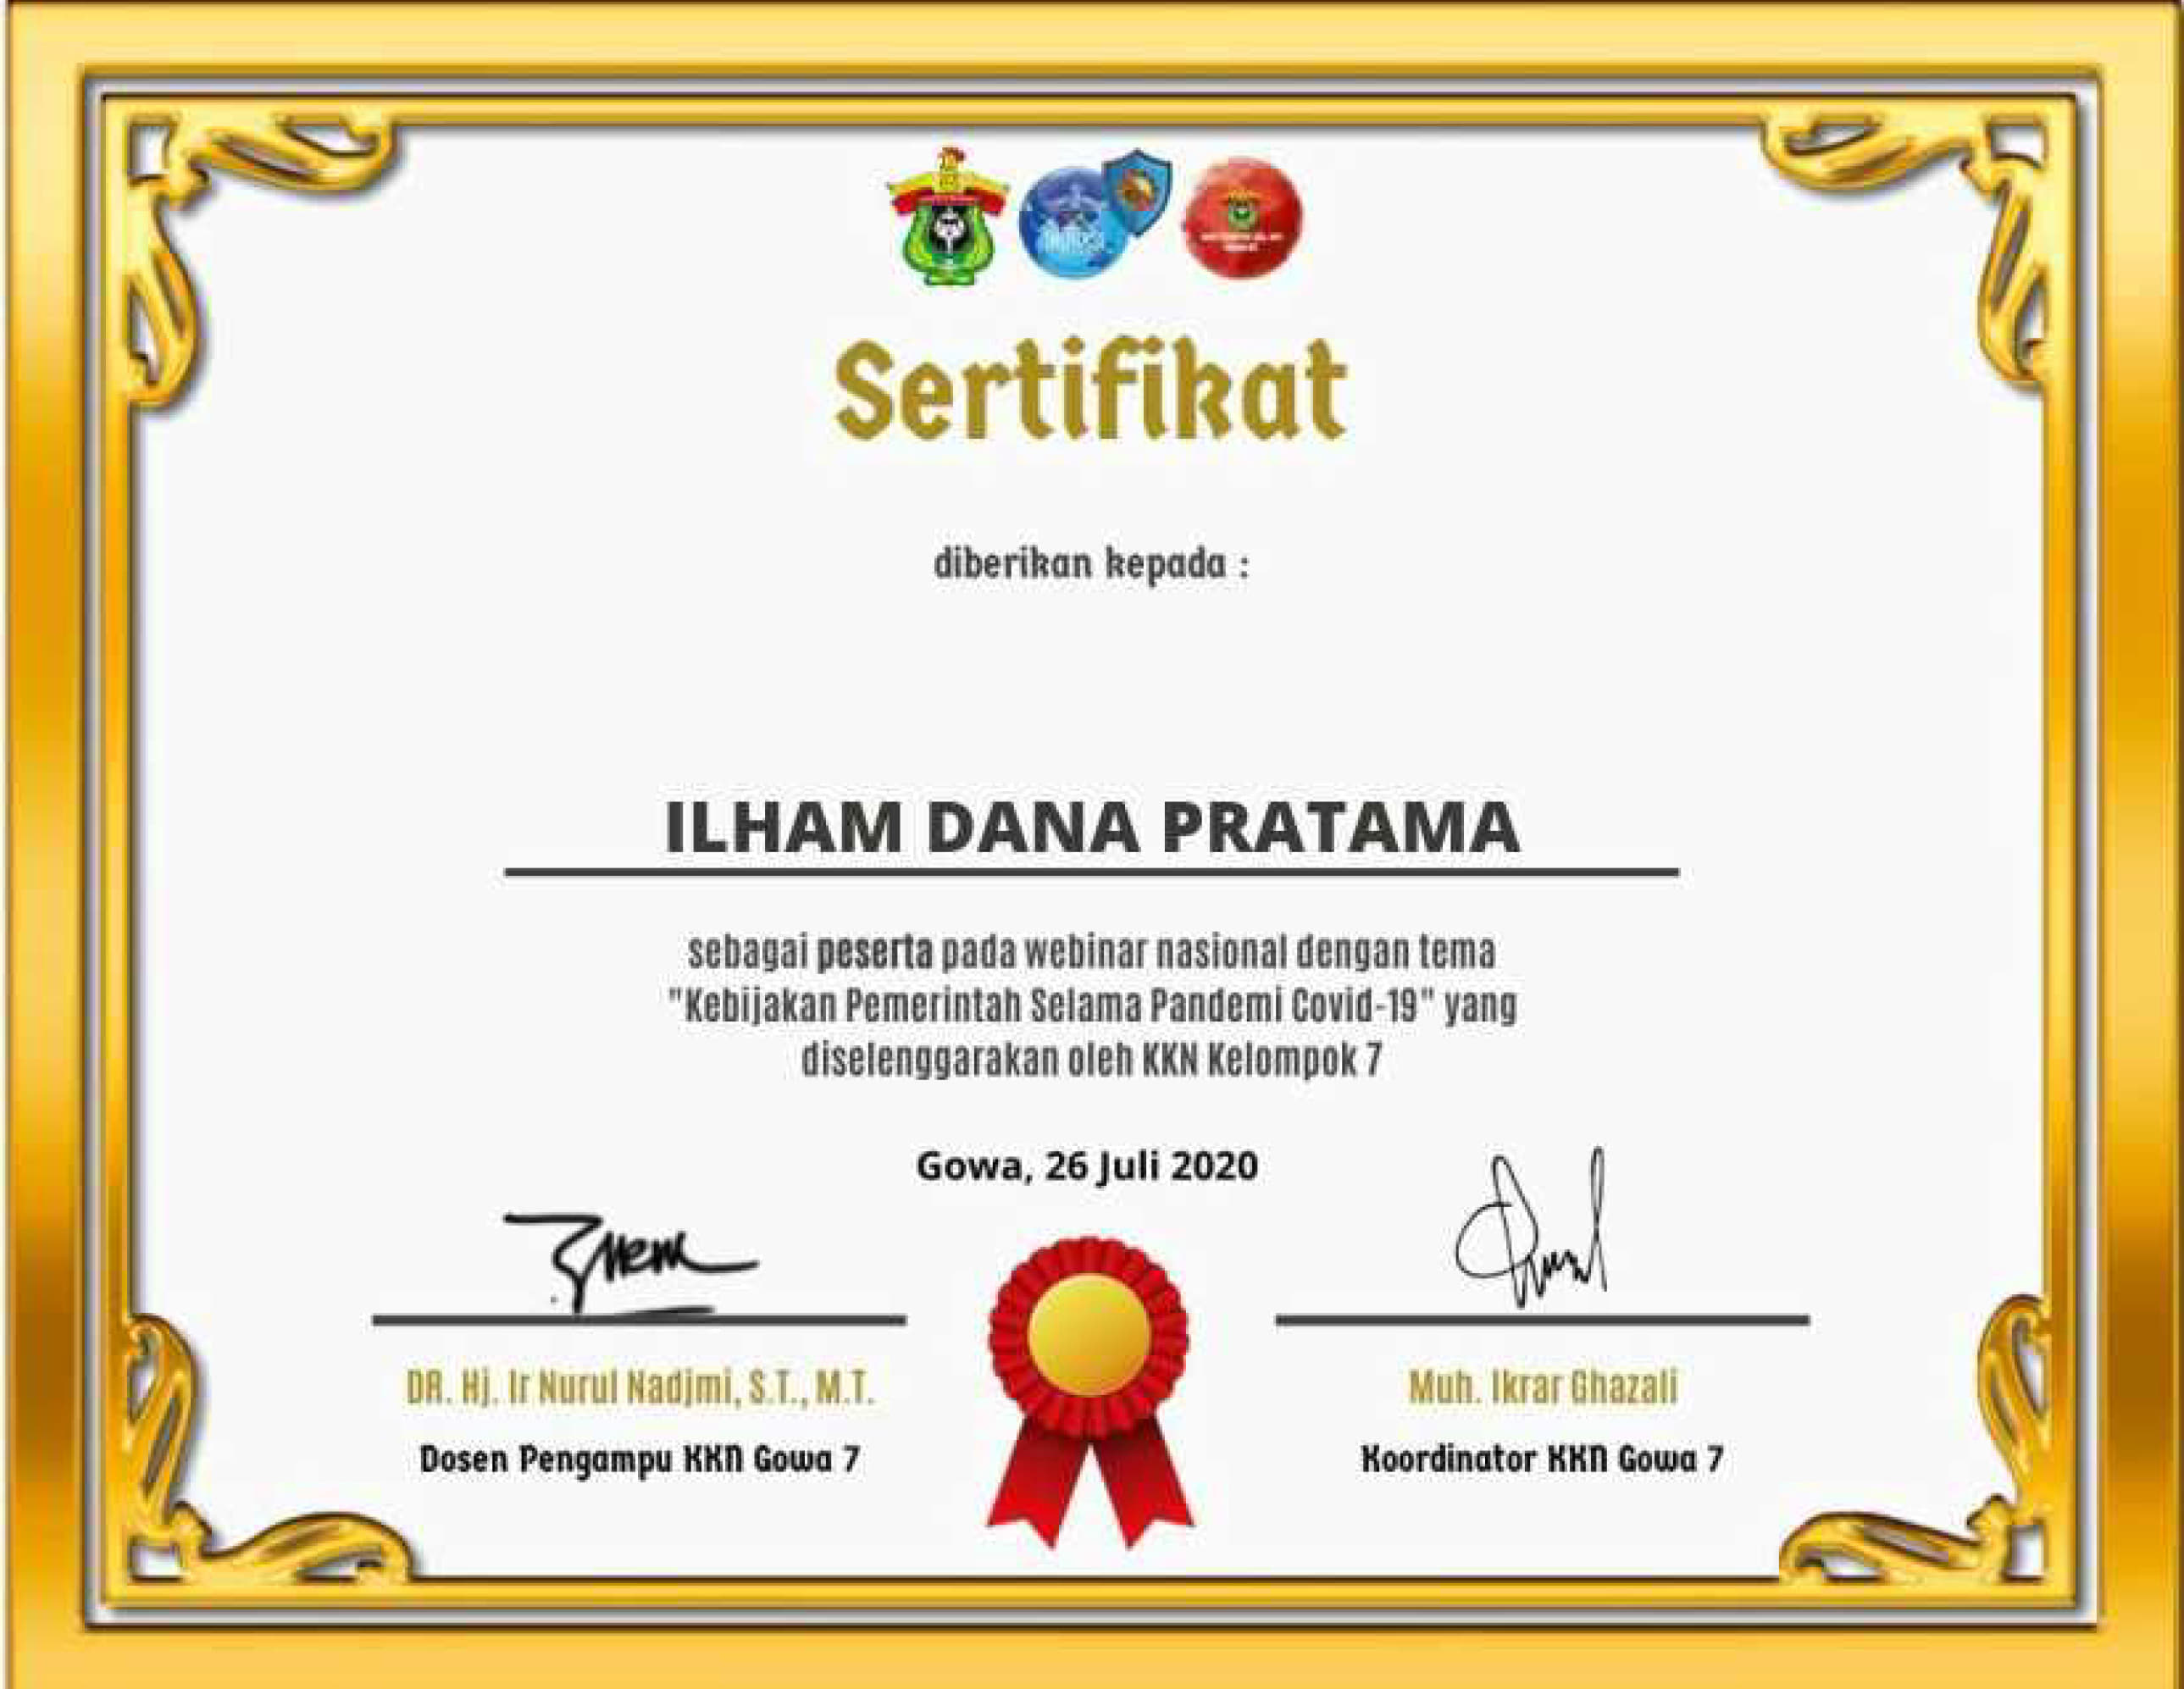 Sertifikat
diberikan kepada :
ILHAM DANA PRATAMA
sebagai peserta pada webinar nasional dengan tema
"Kebijakan Pemerintah Selama Pandemi Covid-19" yang
diselenggarakan oleh KKN Kelompok 7
Gowa, 26 Juli 2020
DR. Hj. Ir Nurul Nadjmi, S.T., M.T.
Dosen Pengampu KKN Gowa 7
Muh. Ikrar Ghazali
Koordinator KKN Gowa 7